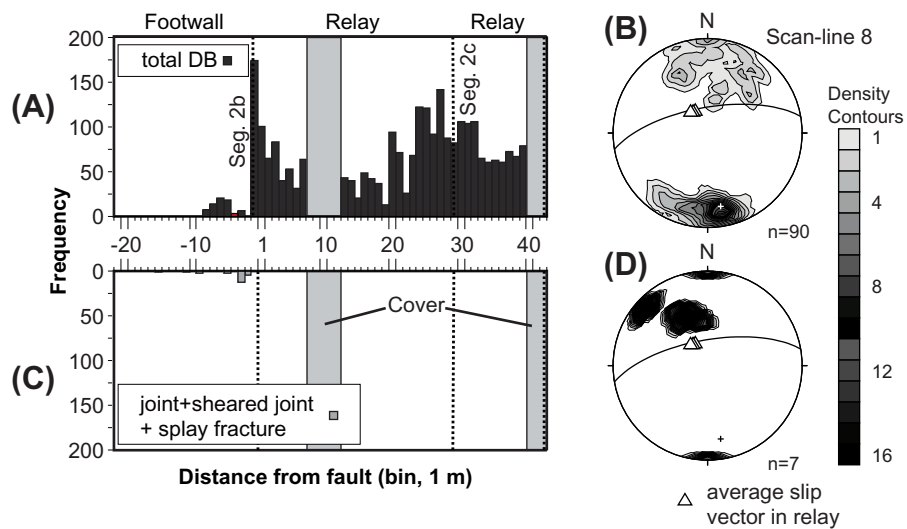 Footwall Relay Relay
(A)
Frequency
200
150
100
50
0
total DB
Seg. 2b
Seg. 2c
-20 -10 1 10 20 30 40
(C)
0
50
100
150
200
Cover
joint+sheared joint
+ splay fracture
Distance from fault (bin, 1 m)
(B)
N
Scan-line 8
n=90
(D)
N
n=7
Density
Contours
1
4
8
12
16
average slip
vector in relay